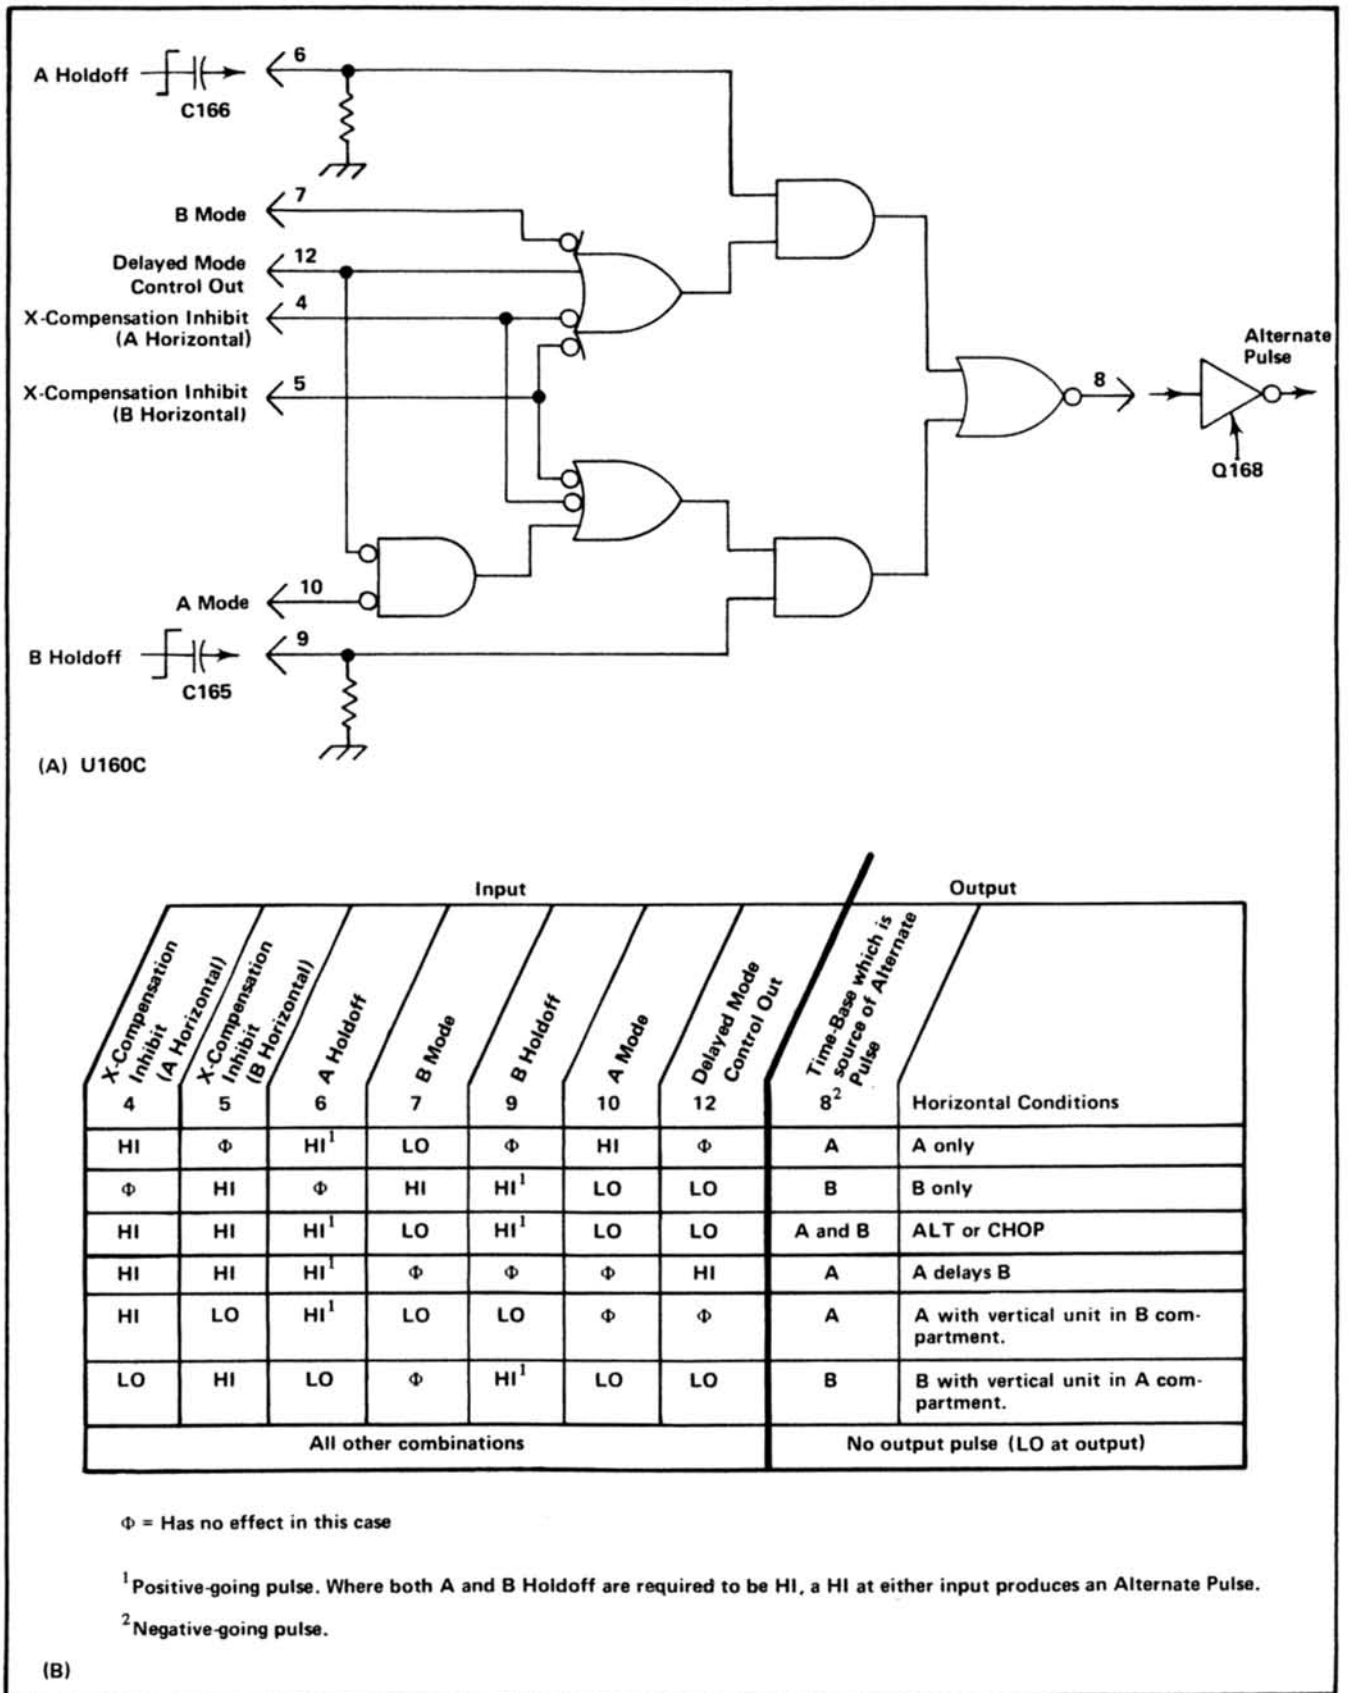 6
A Holdoff
C166
7
B Mode
12
Delayed Mode
Control Out
4
X-Compensation Inhibit
(A Horizontal)
5
X-Compensation Inhibit
(B Horizontal)
Alternate
Pulse
8
Q168
10
A Mode
9
B Holdoff
C165
(A) U160C
Input Output
X-Compensation
Inhibit
(A Horizontal)
X-Compensation
Inhibit
(B Horizontal)
A Holdoff
B Mode
B Holdoff
A Mode
Delayed Mode
Control Out
Time-Base which is
source of Alternate
Pulse
4 5 6 7 9 10 12 8² Horizontal Conditions
HI Φ HI¹ LO Φ HI Φ A A only
Φ HI Φ HI HI¹ LO LO B B only
HI HI HI¹ LO HI¹ LO LO A and B ALT or CHOP
HI HI HI¹ Φ Φ Φ HI A A delays B
HI LO HI¹ LO LO Φ Φ A A with vertical unit in B com-
partment.
LO HI LO Φ HI¹ LO LO B B with vertical unit in A com-
partment.
All other combinations No output pulse (LO at output)
Φ = Has no effect in this case
¹Positive-going pulse. Where both A and B Holdoff are required to be HI, a HI at either input produces an Alternate Pulse.
²Negative-going pulse.
(B)